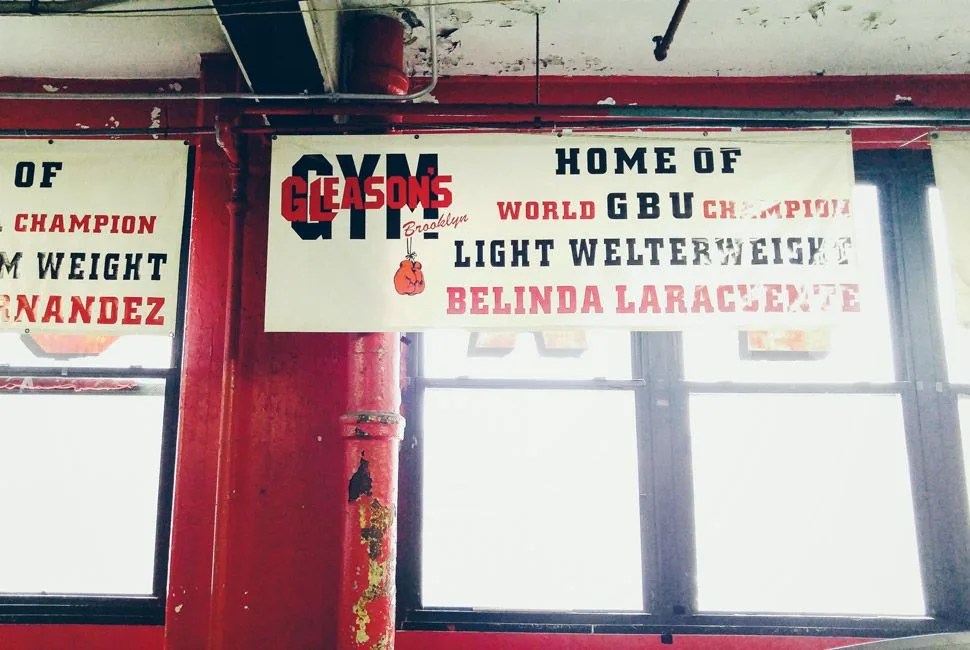 OF
CHAMPION
M WEIGHT
RNANDEZ
GYM
GLEASON'S
Brooklyn
HOME OF
WORLD GBU CHAMPION
LIGHT WELTERWEIGHT
BELINDA LARACUENTE